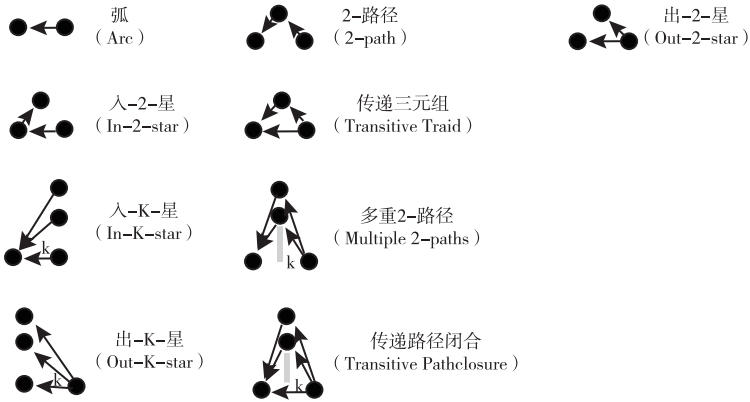 弧
（Arc）
2-路径
（2-path）
出-2-星
（Out-2-star）
入-2-星
（In-2-star）
传递三元组
（Transitive Traid）
k
入-K-星
（In-K-star）
k
多重2-路径
（Multiple 2-paths）
k
出-K-星
（Out-K-star）
k
传递路径闭合
（Transitive Pathclosure）